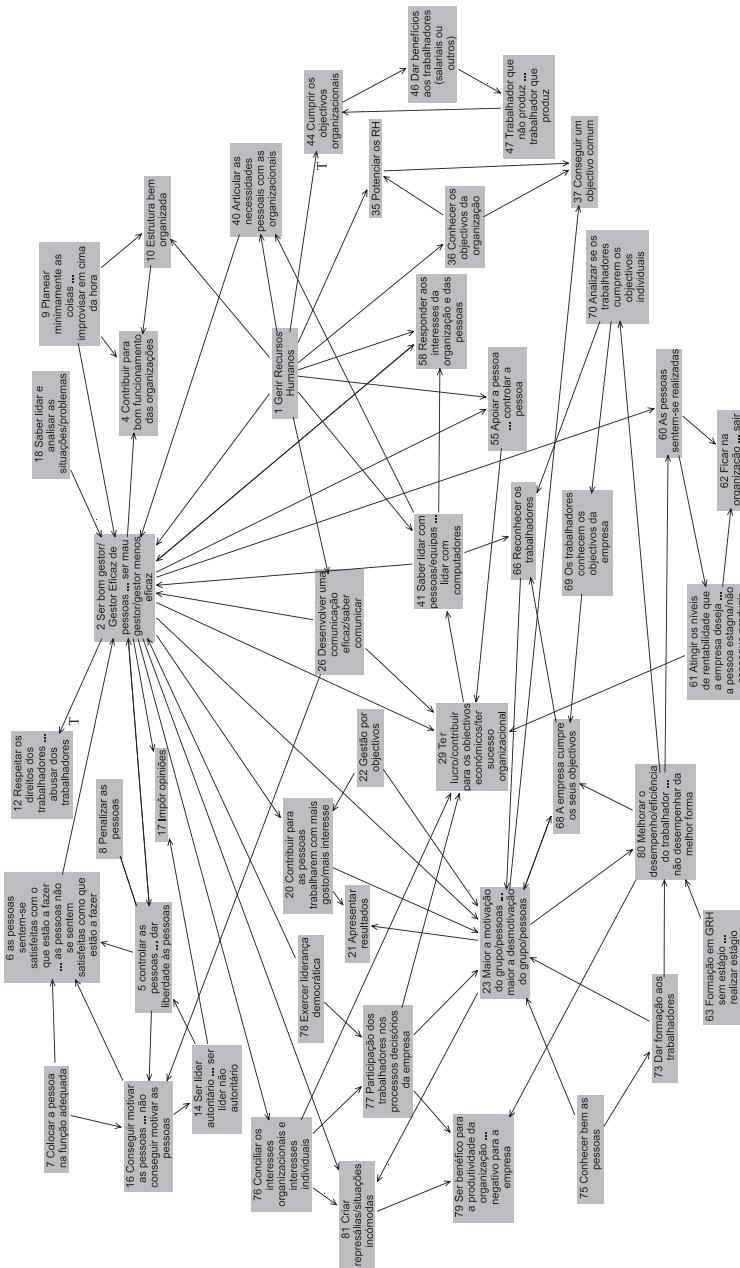 9 Planear
minimamente as
coisas ...
improvisar em cima
da hora
10 Estrutura bem
organizada
18 Saber lidar e
analisar as
situações/problemas
4 Contribuir para
bom funcionamento
das organizações
40 Articular as
necessidades
pessoais com as
organizacionais
44 Cumprir os
objectivos
organizacionais
T
46 Dar benefícios
aos trabalhadores
(salariais ou
outros)
47 Trabalhador que
não produz ...
trabalhador que
produz
35 Potenciar os RH
36 Conhecer os
objectivos da
organização
37 Conseguir um
objectivo comum
1 Gerir Recursos
Humanos
58 Responder aos
interesses da
organização e das
pessoas
55 Apoiar a pessoa
... controlar a
pessoa
70 Analizar se os
trabalhadores
cumprem os
objectivos
individuais
2 Ser bom gestor/
Gestor Eficaz de
pessoas ... ser mau
gestor/gestor menos
eficaz
12 Respeitar os
direitos dos
trabalhadores ...
abusar dos
trabalhadores
T
26 Desenvolver uma
comunicação
eficaz/saber
comunicar
41 Saber lidar com
pessoas/equipas ...
lidar com
computadores
66 Reconhecer os
trabalhadores
69 Os trabalhadores
conhecem os
objectivos da
empresa
60 As pessoas
sentem-se realizadas
62 Ficar na
organização ... sair
61 Atingir os níveis
de rentabilidade que
a empresa deseja ...
a pessoa estagna/não
6 as pessoas
sentem-se
satisfeitas com o
que estão a fazer
... as pessoas não
se sentem
satisfeitas como que
estão a fazer
8 Penalizar as
pessoas
17 Impôr opiniões
5 controlar as
pessoas ... dar
liberdade às pessoas
7 Colocar a pessoa
na função adequada
16 Conseguir motivar
as pessoas ... não
conseguir motivar as
pessoas
14 Ser líder
autoritário ... ser
líder não
autoritário
22 Gestão por
objectivos
20 Contribuir para
as pessoas
trabalharem com mais
gosto/mais interesse
21 Apresentar
resultados
29 Ter
lucro/contribuir
para os objectivos
económicos/ter
sucesso
organizacional
68 A empresa cumpre
os seus objectivos
23 Maior a motivação
do grupo/pessoas ...
maior a desmotivação
do grupo/pessoas
80 Melhorar o
desempenho/eficiência
do trabalhador ...
não desempenhar da
melhor forma
78 Exercer liderança
democrática
76 Conciliar os
interesses
organizacionais e
interesses
individuais
77 Participação dos
trabalhadores nos
processos decisórios
da empresa
81 Criar
represálias/situações
incómodas
79 Ser benéfico para
a produtividade da
organização ...
negativo para a
empresa
75 Conhecer bem as
pessoas
73 Dar formação aos
trabalhadores
63 Formação em GRH
sem estágio ...
realizar estágio